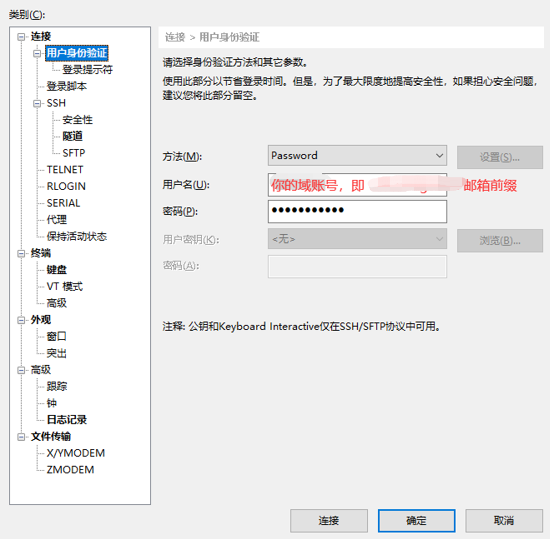 类别(C):
连接
用户身份验证
登录提示符
登录脚本
SSH
安全性
隧道
SFTP
TELNET
RLOGIN
SERIAL
代理
保持活动状态
终端
键盘
VT 模式
高级
外观
窗口
突出
高级
跟踪
钟
日志记录
文件传输
X/YMODEM
ZMODEM
连接 > 用户身份验证
请选择身份验证方法和其它参数。
使用此部分以节省登录时间。但是，为了最大限度地提高安全性，如果担心安全问题，
建议您将此部分留空。
方法(M): Password 设置(S)...
用户名(U): 你的域账号，即 邮箱前缀
密码(P): ●●●●●●●●●●●
用户密钥(K): <无> 浏览(B)...
密码(A):
注释: 公钥和Keyboard Interactive仅在SSH/SFTP协议中可用。
连接 确定 取消